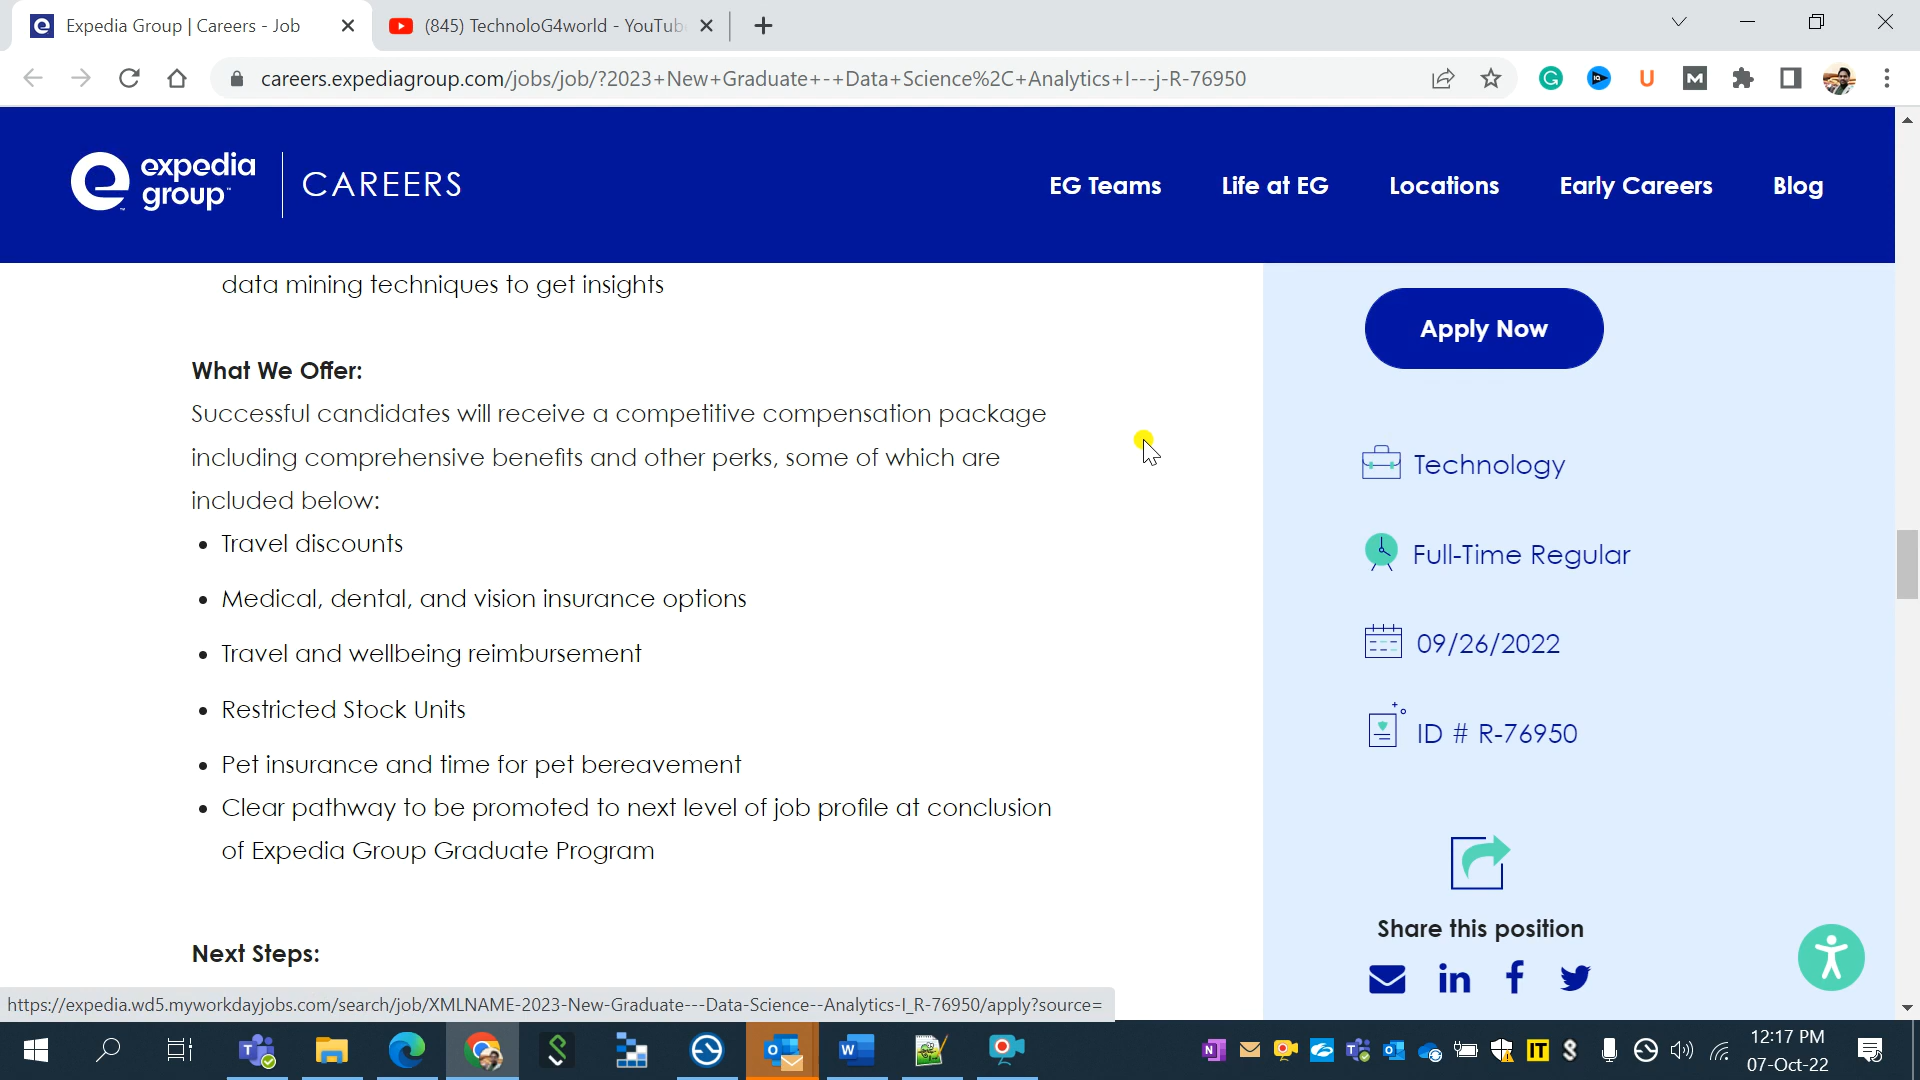 Expedia Group | Careers - Job
(845) TechnoloG4world - YouTub
careers.expediagroup.com/jobs/job/?2023+New+Graduate+-+Data+Science%2C+Analytics+I---j-R-76950
expedia
group™
CAREERS
EG Teams
Life at EG
Locations
Early Careers
Blog
data mining techniques to get insights
What We Offer:
Successful candidates will receive a competitive compensation package
including comprehensive benefits and other perks, some of which are
included below:
• Travel discounts
• Medical, dental, and vision insurance options
• Travel and wellbeing reimbursement
• Restricted Stock Units
• Pet insurance and time for pet bereavement
• Clear pathway to be promoted to next level of job profile at conclusion
of Expedia Group Graduate Program
Next Steps:
Apply Now
Technology
Full-Time Regular
09/26/2022
ID # R-76950
Share this position
https://expedia.wd5.myworkdayjobs.com/search/job/XMLNAME-2023-New-Graduate---Data-Science--Analytics-I_R-76950/apply?source=
12:17 PM
07-Oct-22